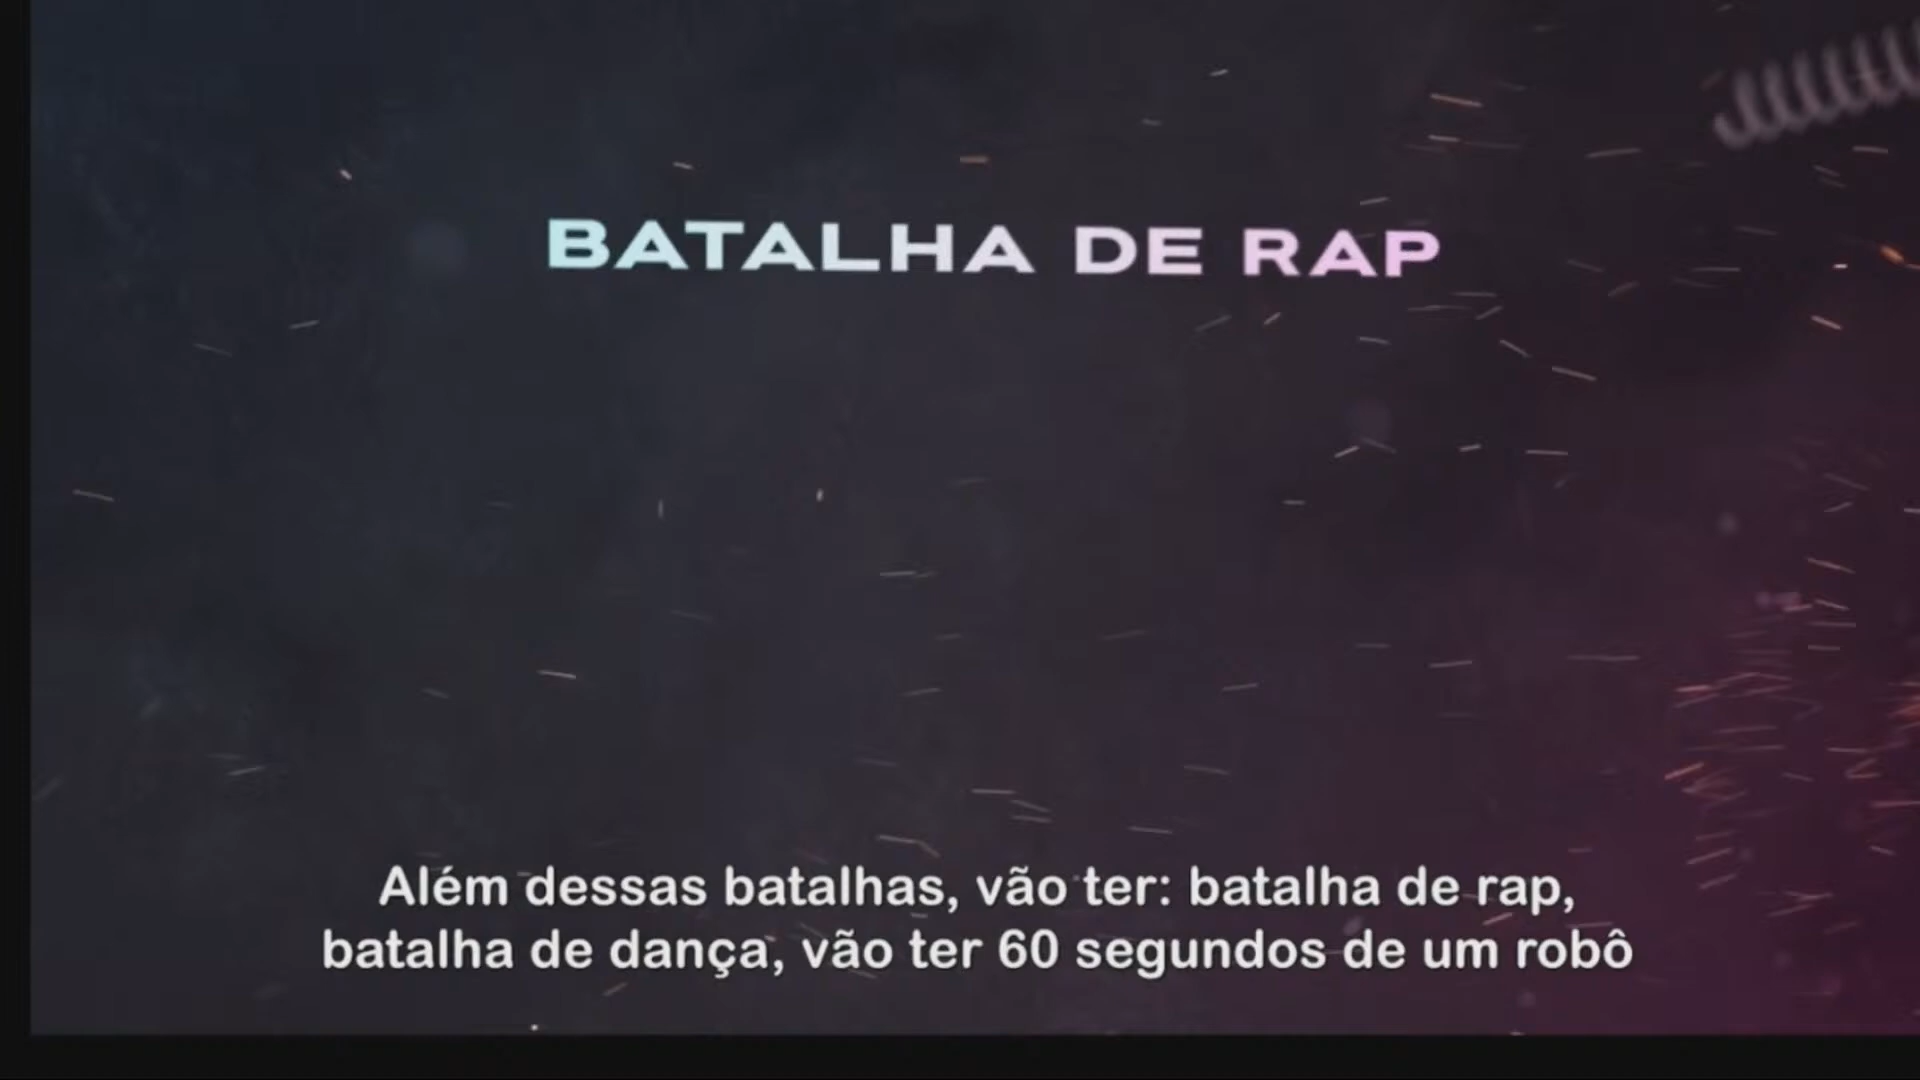 BATALHA DE RAP
Além dessas batalhas, vão ter: batalha de rap,
batalha de dança, vão ter 60 segundos de um robô